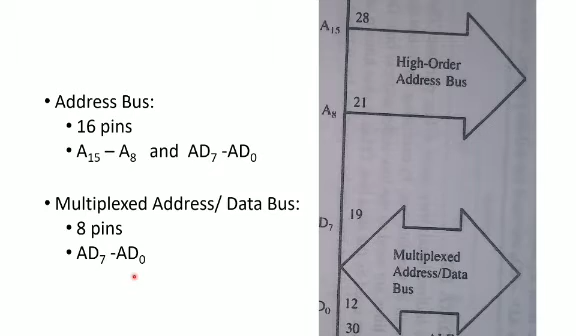 • Address Bus:
• 16 pins
• A₁₅ – A₈ and AD₇ -AD₀
• Multiplexed Address/ Data Bus:
• 8 pins
• AD₇ -AD₀
A₁₅
28
High-Order
Address Bus
A₈
21
D₇
19
Multiplexed
Address/Data
Bus
D₀
12
30